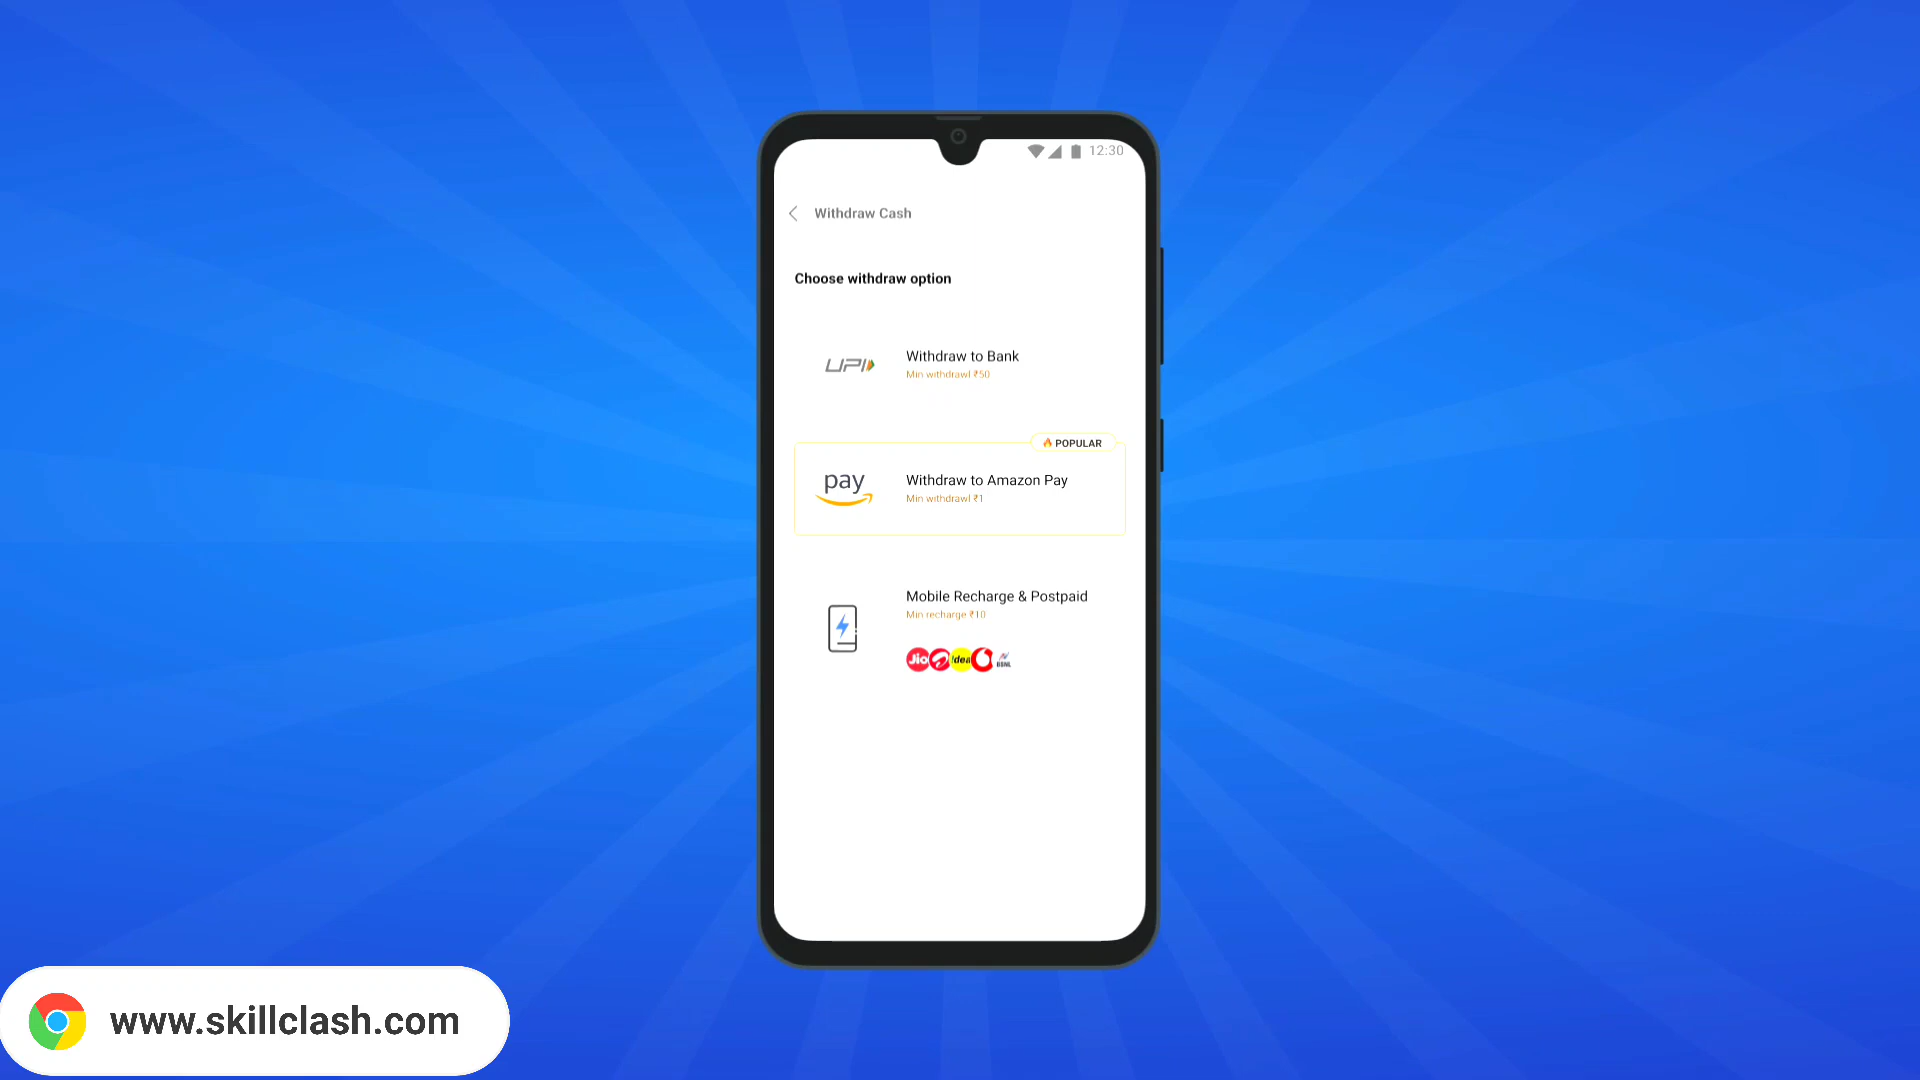 12:30
Withdraw Cash
Choose withdraw option
UPI
Withdraw to Bank
Min withdrawl ₹50
POPULAR
pay
Withdraw to Amazon Pay
Min withdrawl ₹1
Mobile Recharge & Postpaid
Min recharge ₹10
Jio
idea
BSNL
www.skillclash.com